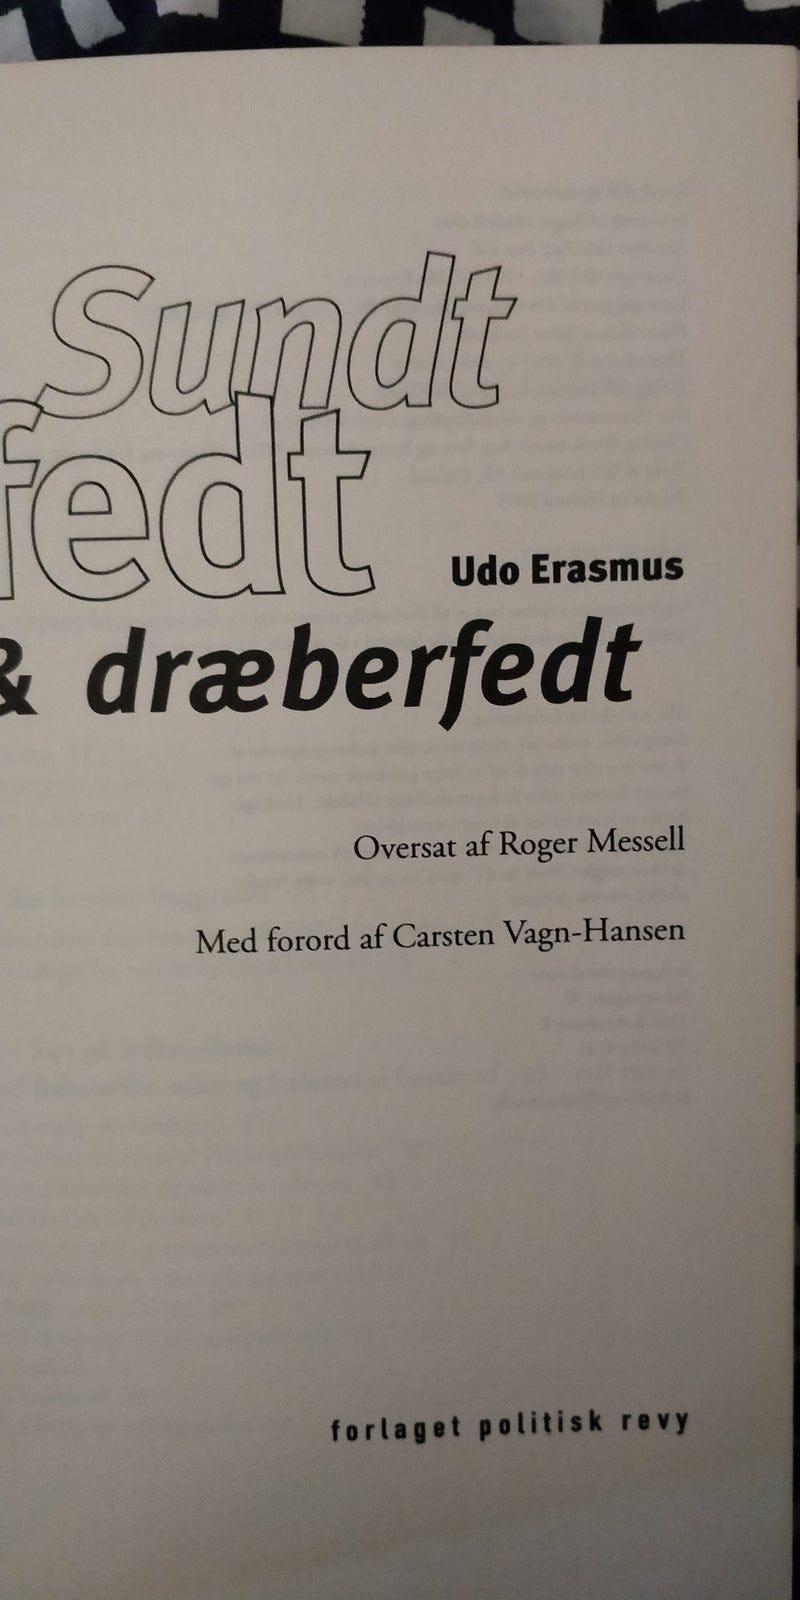 Sundt
fedt
Udo Erasmus
& dræberfedt
Oversat af Roger Messell
Med forord af Carsten Vagn-Hansen
forlaget politisk revy